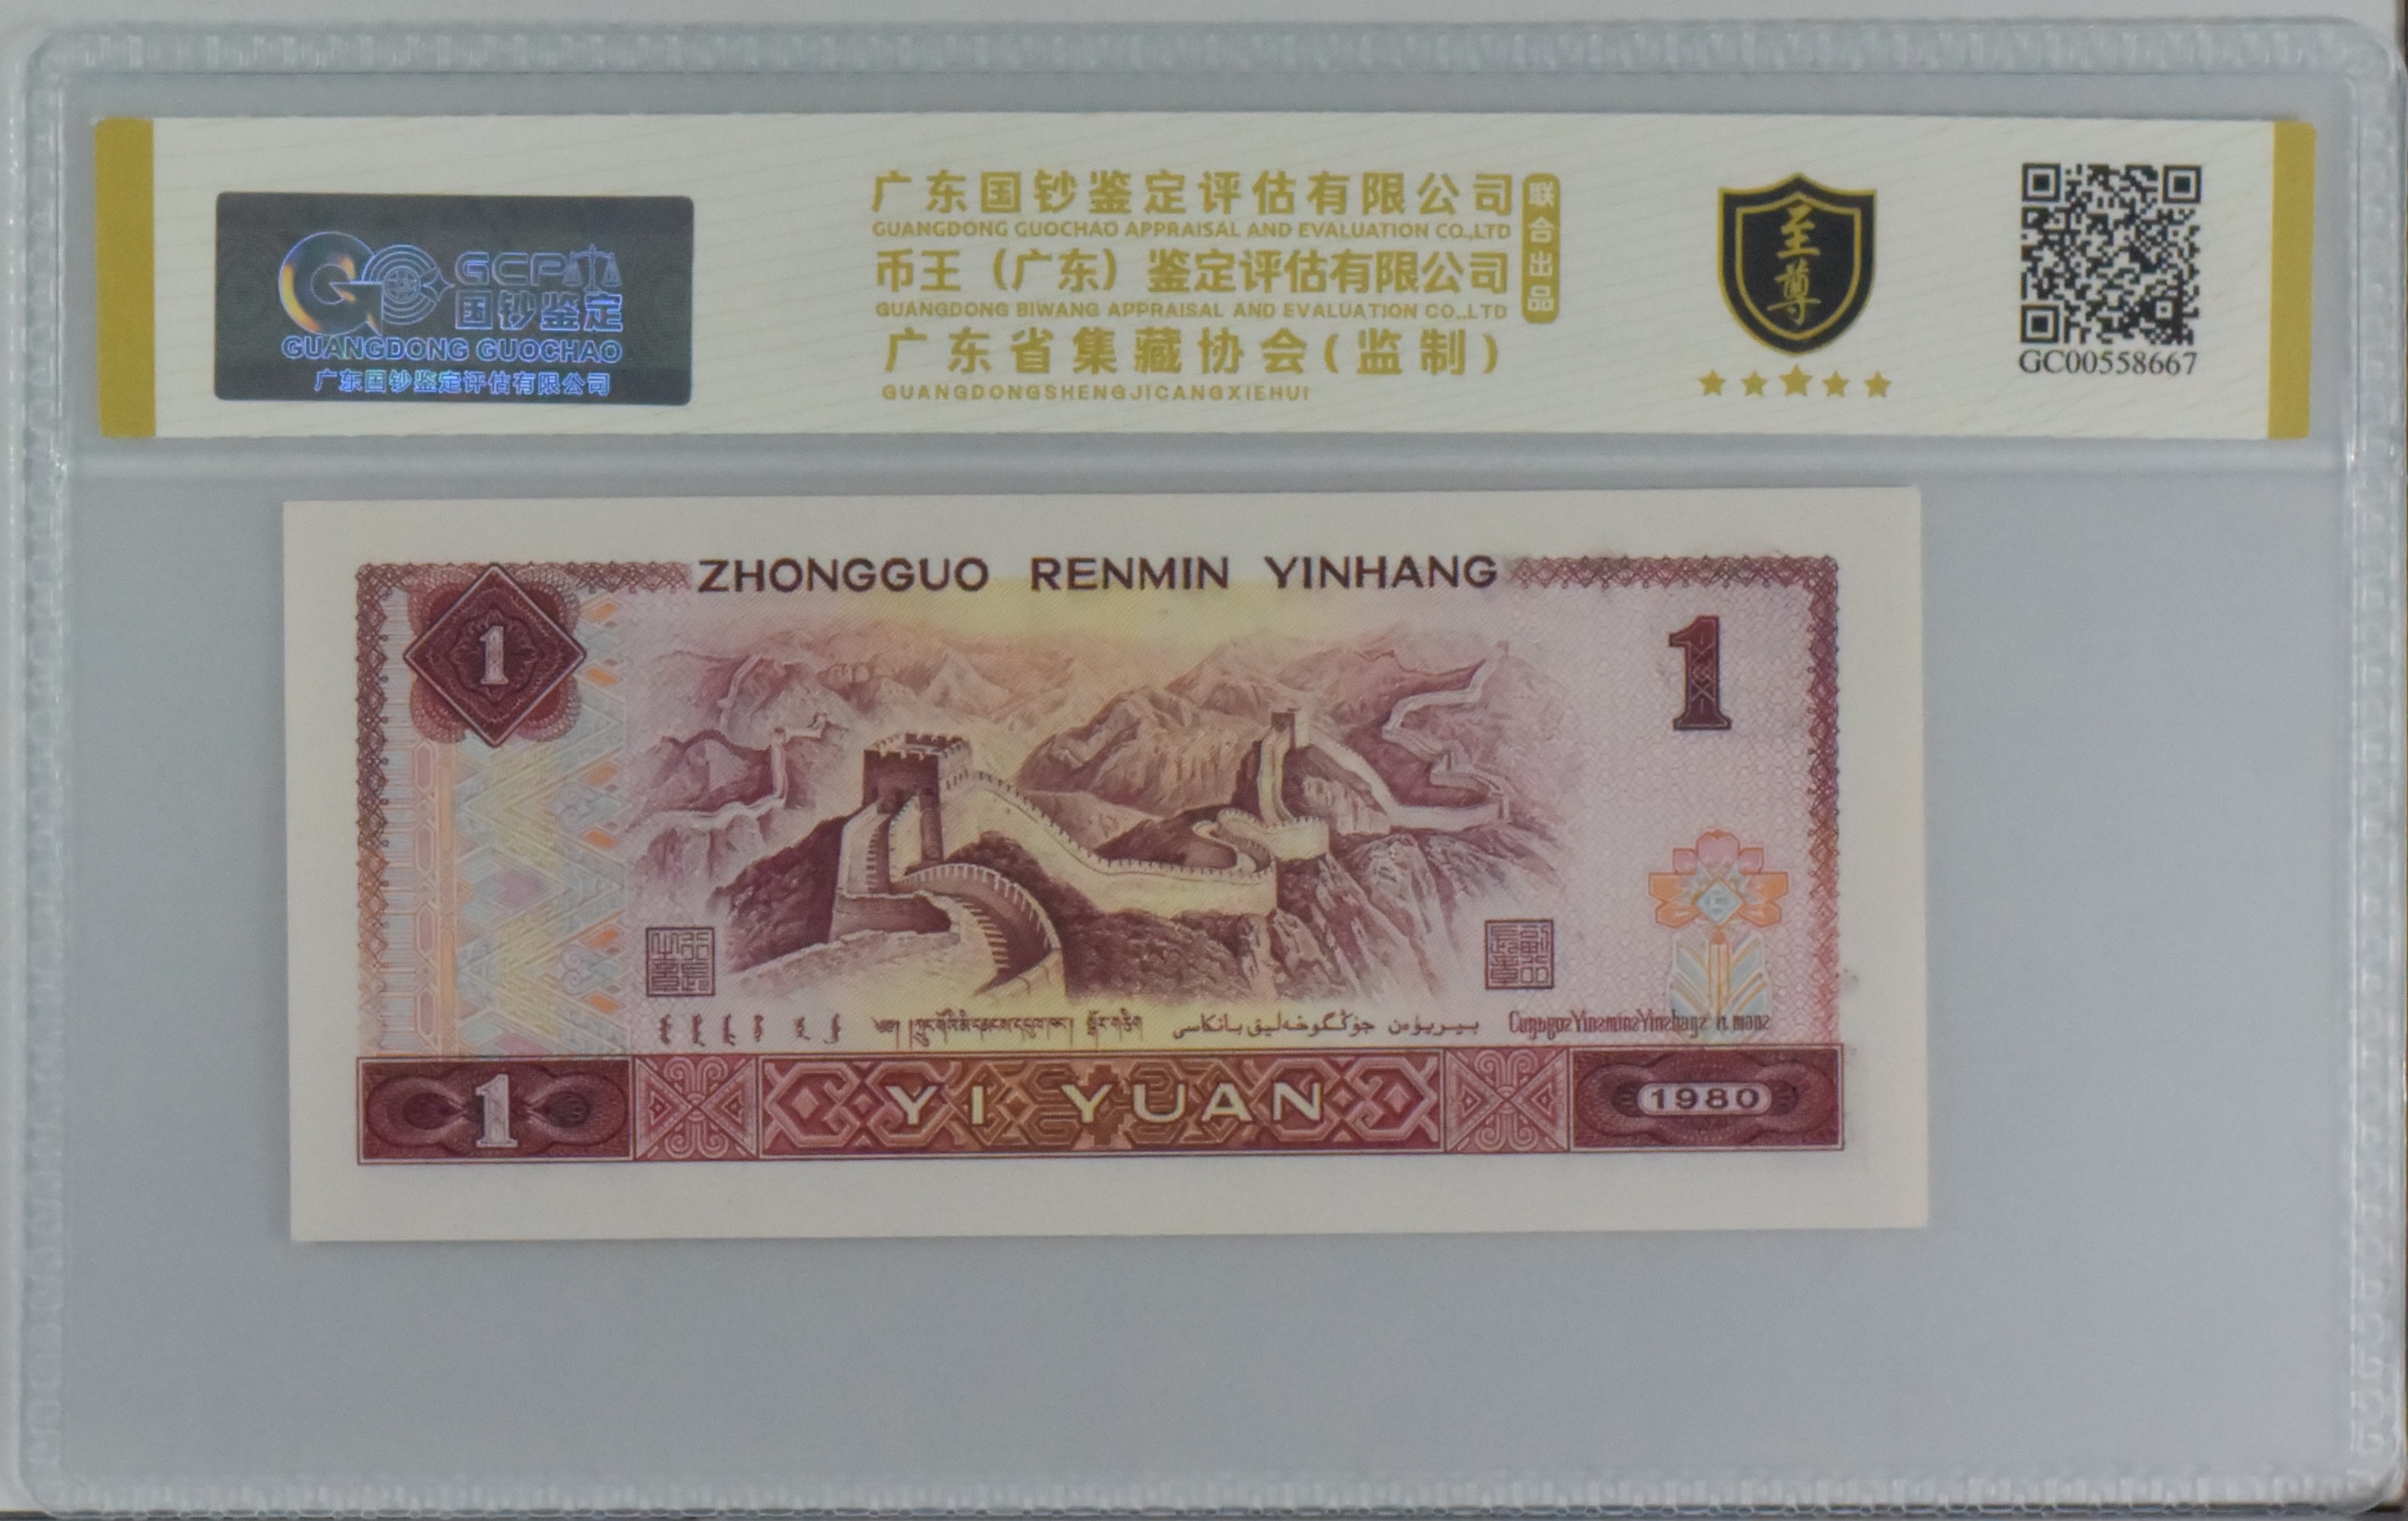 GCP
国钞鉴定
GUANGDONG GUOCHAO
广东国钞鉴定评估有限公司
广东国钞鉴定评估有限公司
GUANGDONG GUOCHAO APPRAISAL AND EVALUATION CO.,LTD
币王（广东）鉴定评估有限公司
GUANGDONG BIWANG APPRAISAL AND EVALUATION CO.,LTD
广东省集藏协会(监制)
GUANGDONGSHENGJICANGXIEHUI
联合出品
至尊
GC00558667
ZHONGGUO RENMIN YINHANG
1
1
1
YI YUAN
1980